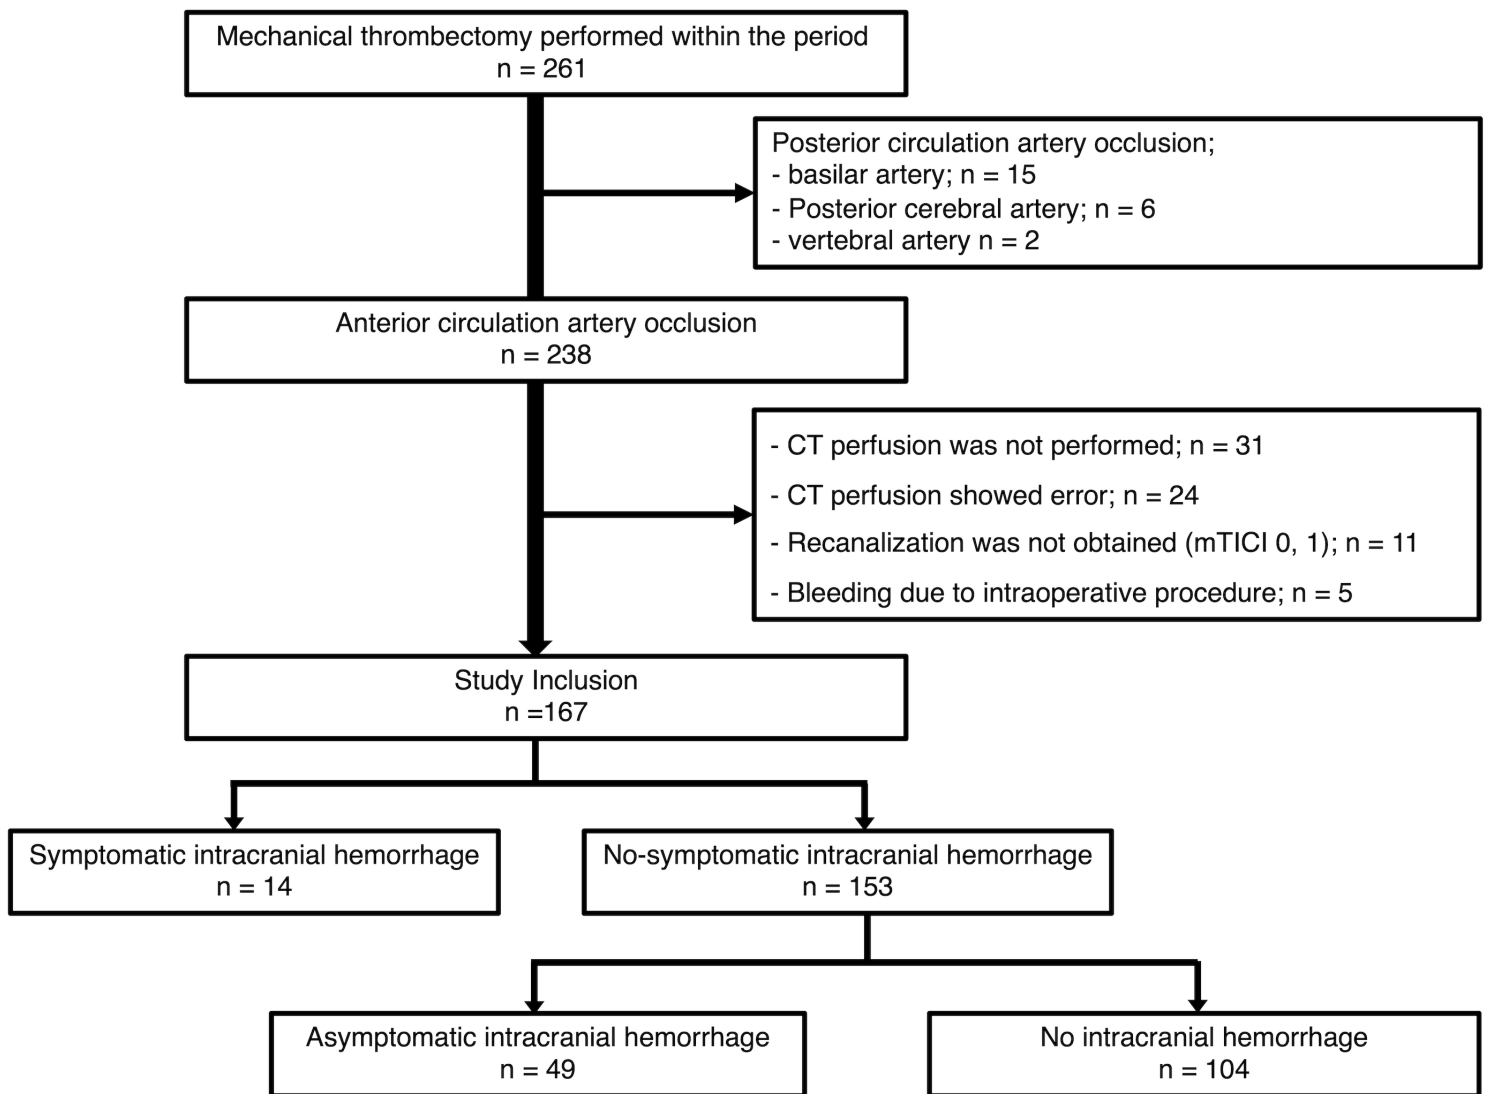 Mechanical thrombectomy performed within the period
n = 261
Posterior circulation artery occlusion;
- basilar artery; n = 15
- Posterior cerebral artery; n = 6
- vertebral artery n = 2
Anterior circulation artery occlusion
n = 238
- CT perfusion was not performed; n = 31
- CT perfusion showed error; n = 24
- Recanalization was not obtained (mTICI 0, 1); n = 11
- Bleeding due to intraoperative procedure; n = 5
Study Inclusion
n =167
Symptomatic intracranial hemorrhage
n = 14
No-symptomatic intracranial hemorrhage
n = 153
Asymptomatic intracranial hemorrhage
n = 49
No intracranial hemorrhage
n = 104